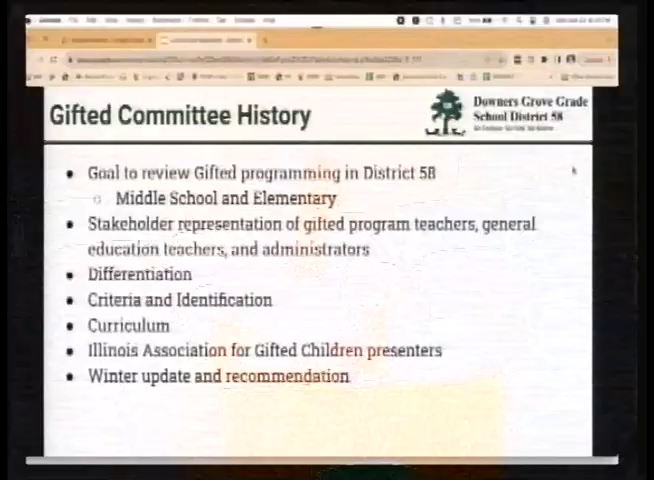 Gifted Committee History
Downers Grove Grade
School District 58
• Goal to review Gifted programming in District 58
○ Middle School and Elementary
• Stakeholder representation of gifted program teachers, general
education teachers, and administrators
• Differentiation
• Criteria and Identification
• Curriculum
• Illinois Association for Gifted Children presenters
• Winter update and recommendation